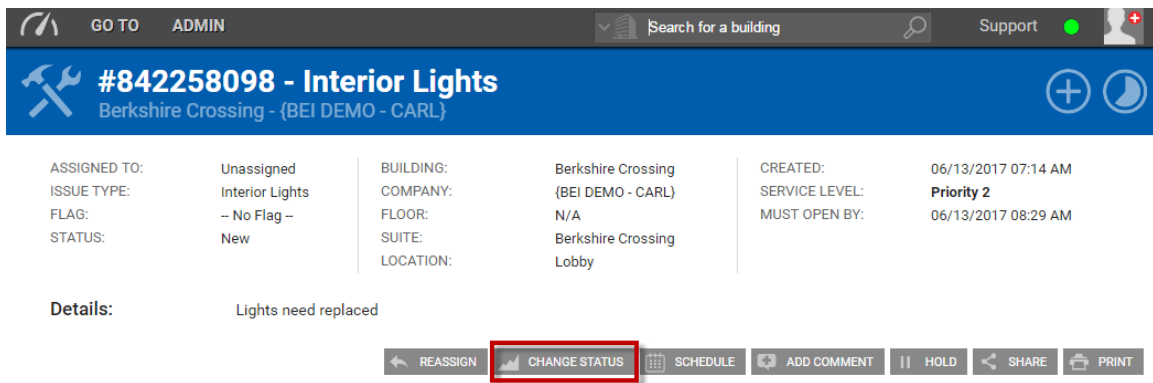 GO TO ADMIN Search for a building Support
#842258098 - Interior Lights
Berkshire Crossing - {BEI DEMO - CARL}
ASSIGNED TO: Unassigned
ISSUE TYPE: Interior Lights
FLAG: -- No Flag --
STATUS: New
BUILDING: Berkshire Crossing
COMPANY: {BEI DEMO - CARL}
FLOOR: N/A
SUITE: Berkshire Crossing
LOCATION: Lobby
CREATED: 06/13/2017 07:14 AM
SERVICE LEVEL: Priority 2
MUST OPEN BY: 06/13/2017 08:29 AM
Details: Lights need replaced
REASSIGN CHANGE STATUS SCHEDULE ADD COMMENT HOLD SHARE PRINT